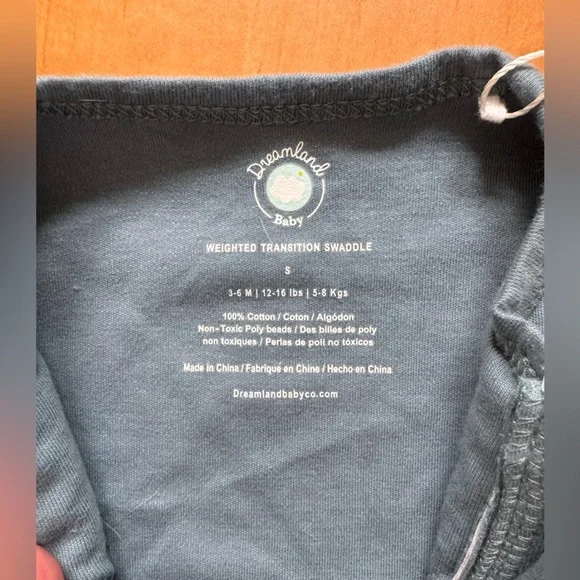 Dreamland
Baby
WEIGHTED TRANSITION SWADDLE
S
3-6 M | 12-16 lbs | 5-8 Kgs
100% Cotton / Coton / Algódon
Non-Toxic Poly beads / Des billes de poly
non toxiques / Perlas de poli no tóxicos
Made in China / Fabriqué en Chine / Hecho en China
Dreamlandbabyco.com